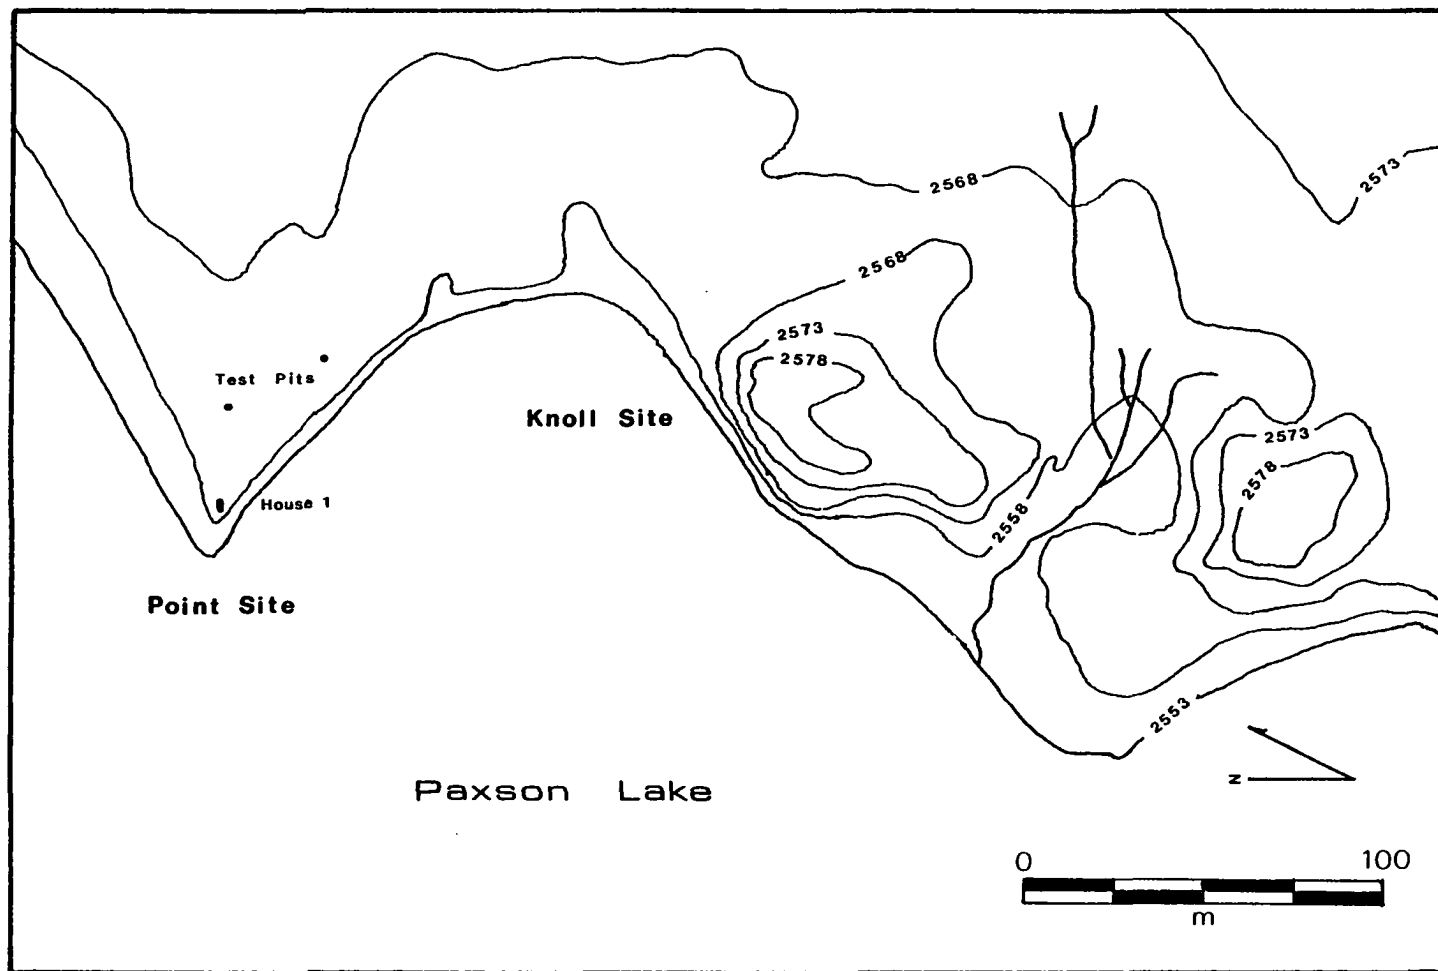 2568
2573
2568
2573
2578
Test Pits
Knoll Site
2573
2578
House 1
2558
Point Site
2553
Paxson Lake
N
0 100
m